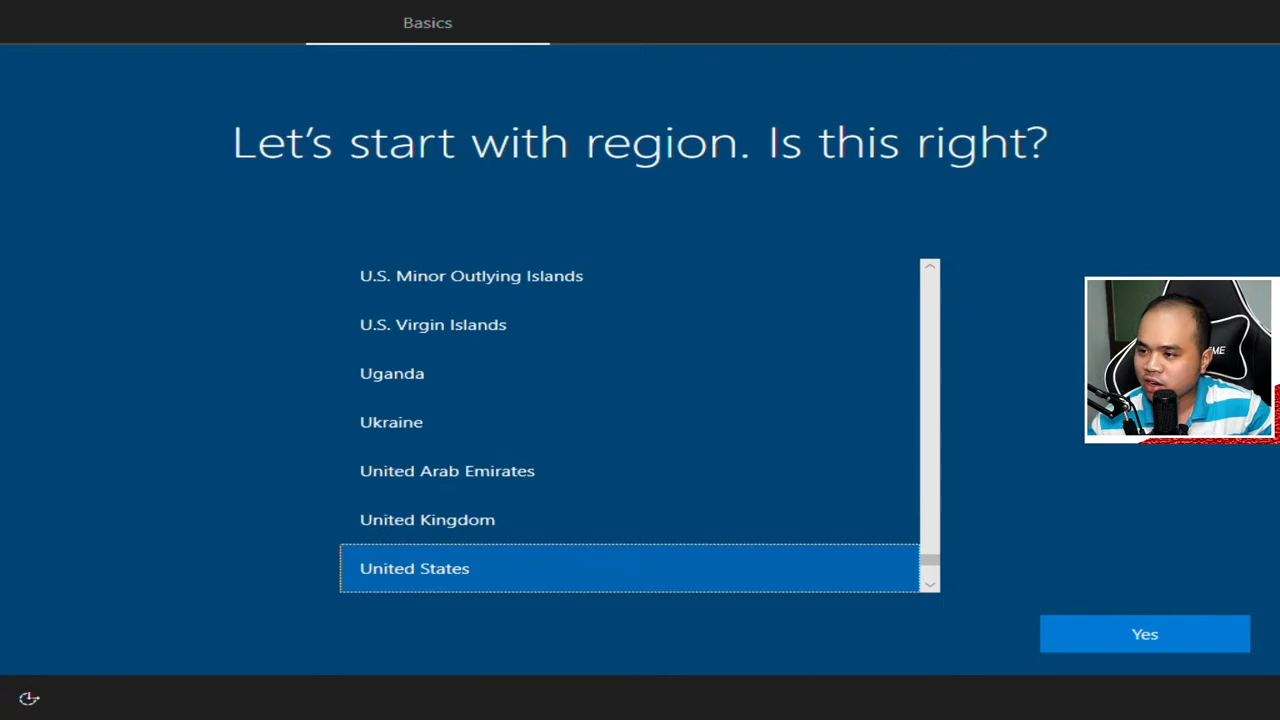 Basics
Let's start with region. Is this right?
U.S. Minor Outlying Islands
U.S. Virgin Islands
Uganda
Ukraine
United Arab Emirates
United Kingdom
United States
EME
Yes